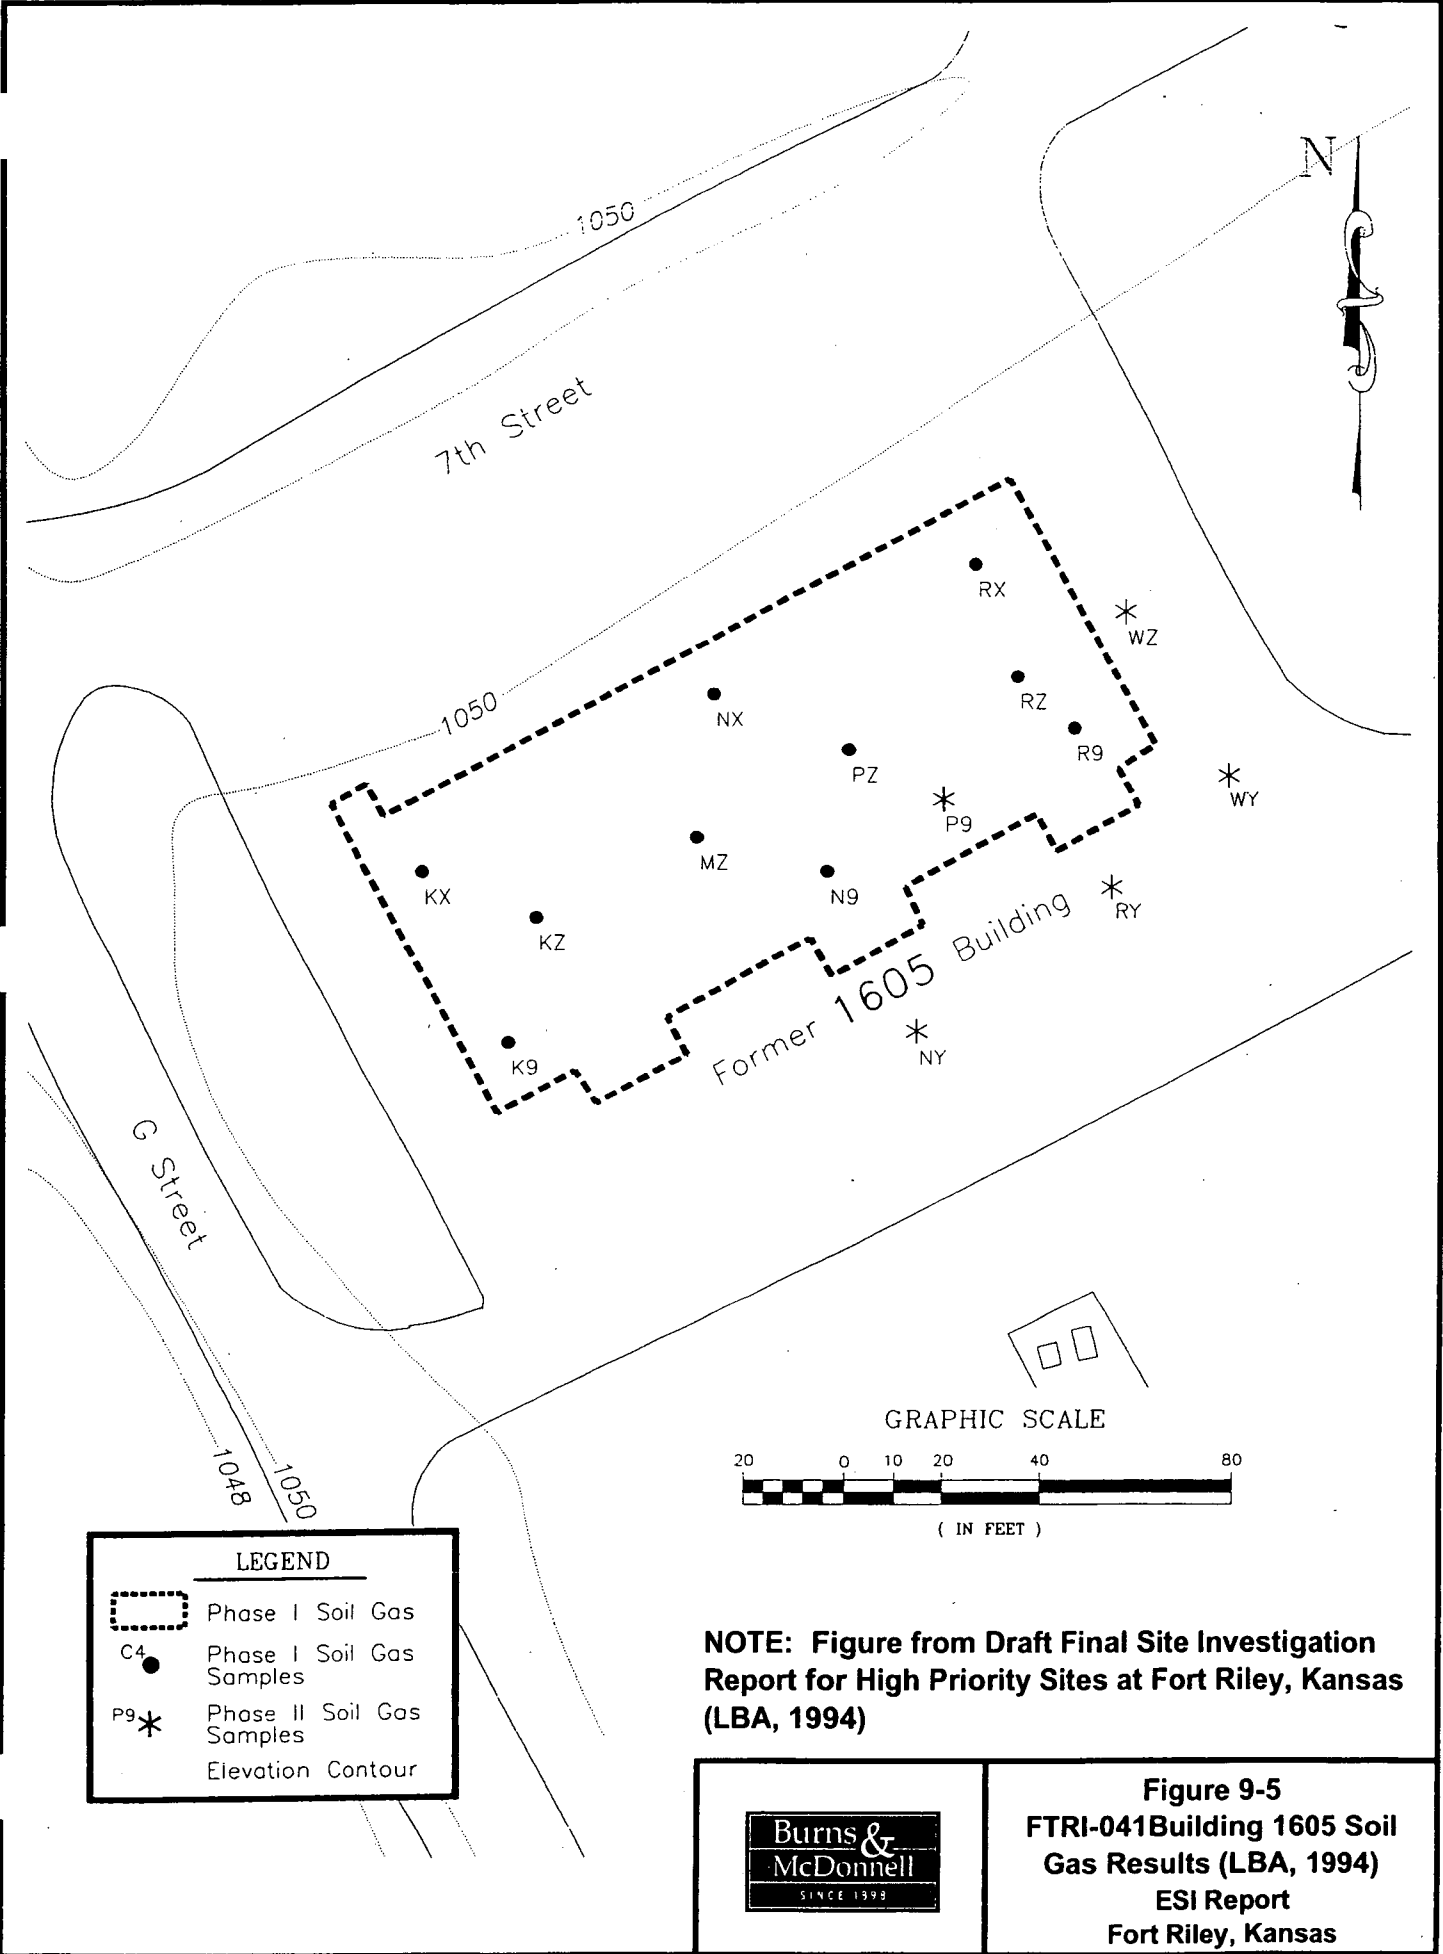 N
1050
7th Street
RX
WZ
1050
NX
RZ
R9
PZ
WY
P9
MZ
KX
N9
RY
KZ
Former 1605 Building
NY
K9
G Street
GRAPHIC SCALE
20 0 10 20 40 80
( IN FEET )
1048
1050
LEGEND
Phase I Soil Gas
C4
Phase I Soil Gas
Samples
P9
Phase II Soil Gas
Samples
Elevation Contour
NOTE: Figure from Draft Final Site Investigation
Report for High Priority Sites at Fort Riley, Kansas
(LBA, 1994)
Burns &
McDonnell
SINCE 1898
Figure 9-5
FTRI-041Building 1605 Soil
Gas Results (LBA, 1994)
ESI Report
Fort Riley, Kansas